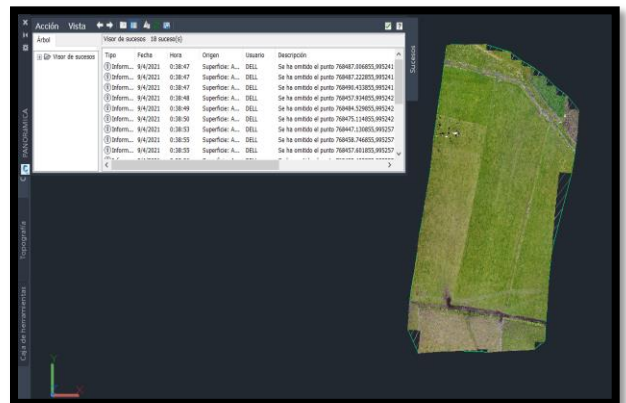 Acción Vista
Árbol
Visor de sucesos 18 suceso(s)
Visor de sucesos
Tipo Fecha Hora Origen Usuario Descripción
Inform... 9/4/2021 0:38:47 Superficie: A... DELL Se ha omitido el punto 768487.006855,995241
Inform... 9/4/2021 0:38:47 Superficie: A... DELL Se ha omitido el punto 768487.222855,995241
Inform... 9/4/2021 0:38:47 Superficie: A... DELL Se ha omitido el punto 768490.433855,995241
Inform... 9/4/2021 0:38:48 Superficie: A... DELL Se ha omitido el punto 768457.934855,995242
Inform... 9/4/2021 0:38:49 Superficie: A... DELL Se ha omitido el punto 768484.529855,995242
Inform... 9/4/2021 0:38:50 Superficie: A... DELL Se ha omitido el punto 768475.114855,995242
Inform... 9/4/2021 0:38:53 Superficie: A... DELL Se ha omitido el punto 768447.130855,995257
Inform... 9/4/2021 0:38:55 Superficie: A... DELL Se ha omitido el punto 768458.746855,995257
Inform... 9/4/2021 0:38:55 Superficie: A... DELL Se ha omitido el punto 768457.601855,995257
Sucesos
PANORÁMICA
Topografía
Caja de herramientas
Y
X